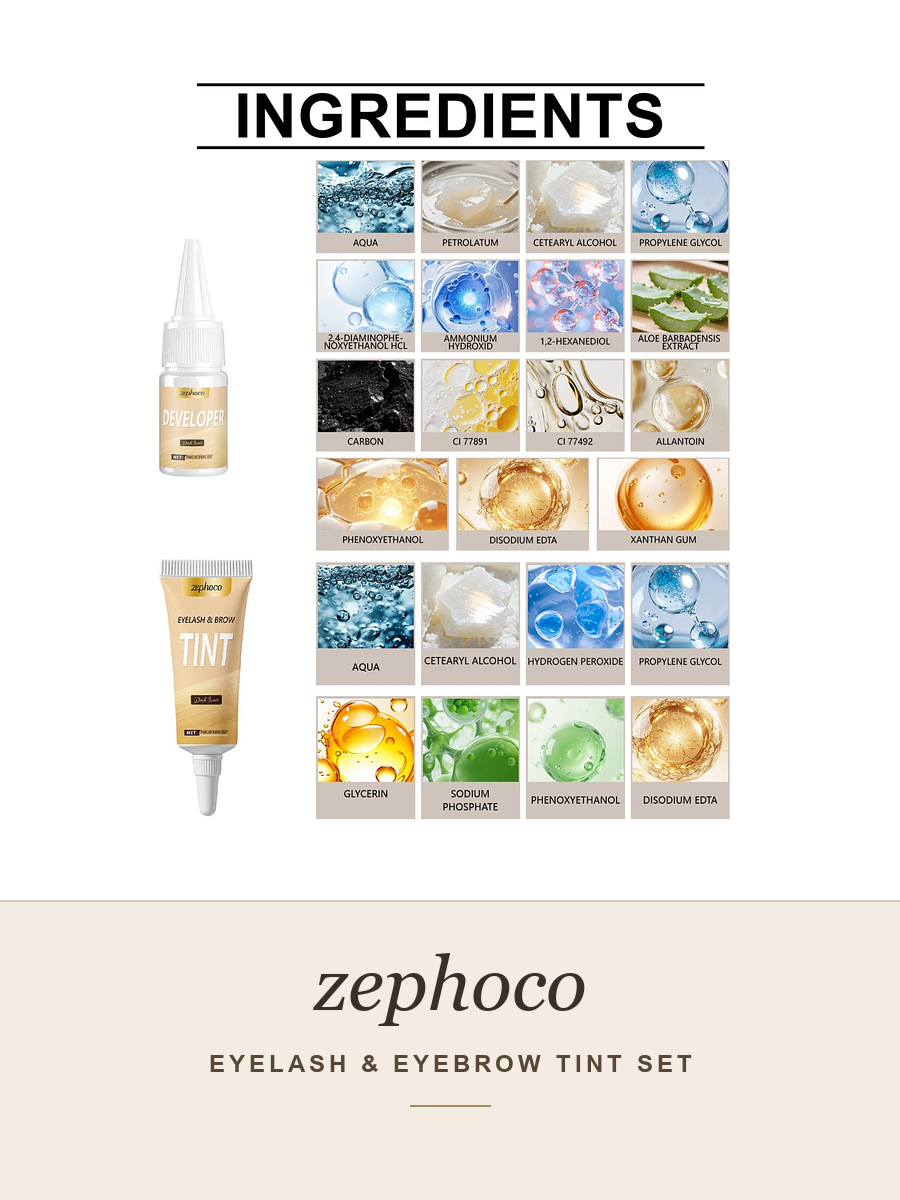 INGREDIENTS
AQUA
PETROLATUM
CETEARYL ALCOHOL
PROPYLENE GLYCOL
2,4-DIAMINOPHE-
NOXYETHANOL HCL
AMMONIUM
HYDROXID
1,2-HEXANEDIOL
ALOE BARBADENSIS
EXTRACT
CARBON
CI 77891
CI 77492
ALLANTOIN
PHENOXYETHANOL
DISODIUM EDTA
XANTHAN GUM
AQUA
CETEARYL ALCOHOL
HYDROGEN PEROXIDE
PROPYLENE GLYCOL
GLYCERIN
SODIUM
PHOSPHATE
PHENOXYETHANOL
DISODIUM EDTA
zephoco
DEVELOPER
NET
zephoco
EYELASH & BROW
TINT
NET
zephoco
EYELASH & EYEBROW TINT SET